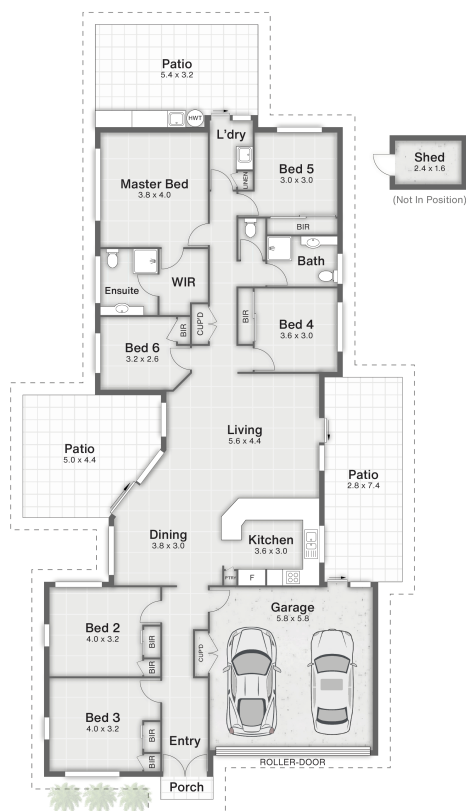 Patio
5.4 x 3.2
HWT
L'dry
LINEN
Bed 5
3.0 x 3.0
BIR
Shed
2.4 x 1.6
(Not In Position)
Master Bed
3.8 x 4.0
Bath
WIR
Ensuite
BIR
CUP'D
BIR
Bed 4
3.6 x 3.0
Bed 6
3.2 x 2.6
Living
5.6 x 4.4
Patio
5.0 x 4.4
Patio
2.8 x 7.4
Dining
3.8 x 3.0
Kitchen
3.6 x 3.0
PTRY
F
Garage
5.8 x 5.8
Bed 2
4.0 x 3.2
BIR
BIR
CUP'D
Bed 3
4.0 x 3.2
BIR
BIR
Entry
ROLLER-DOOR
Porch